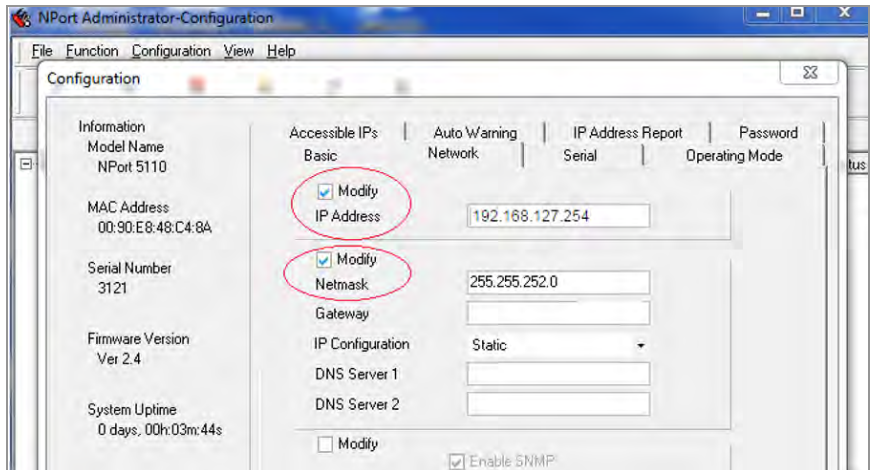 NPort Administrator-Configuration
File Function Configuration View Help
Configuration
Information
Model Name
NPort 5110
MAC Address
00:90:E8:48:C4:8A
Serial Number
3121
Firmware Version
Ver 2.4
System Uptime
0 days, 00h:03m:44s
Accessible IPs Auto Warning IP Address Report Password
Basic Network Serial Operating Mode
Modify
IP Address 192.168.127.254
Modify
Netmask 255.255.252.0
Gateway
IP Configuration Static
DNS Server 1
DNS Server 2
Modify
Enable SNMP
tus